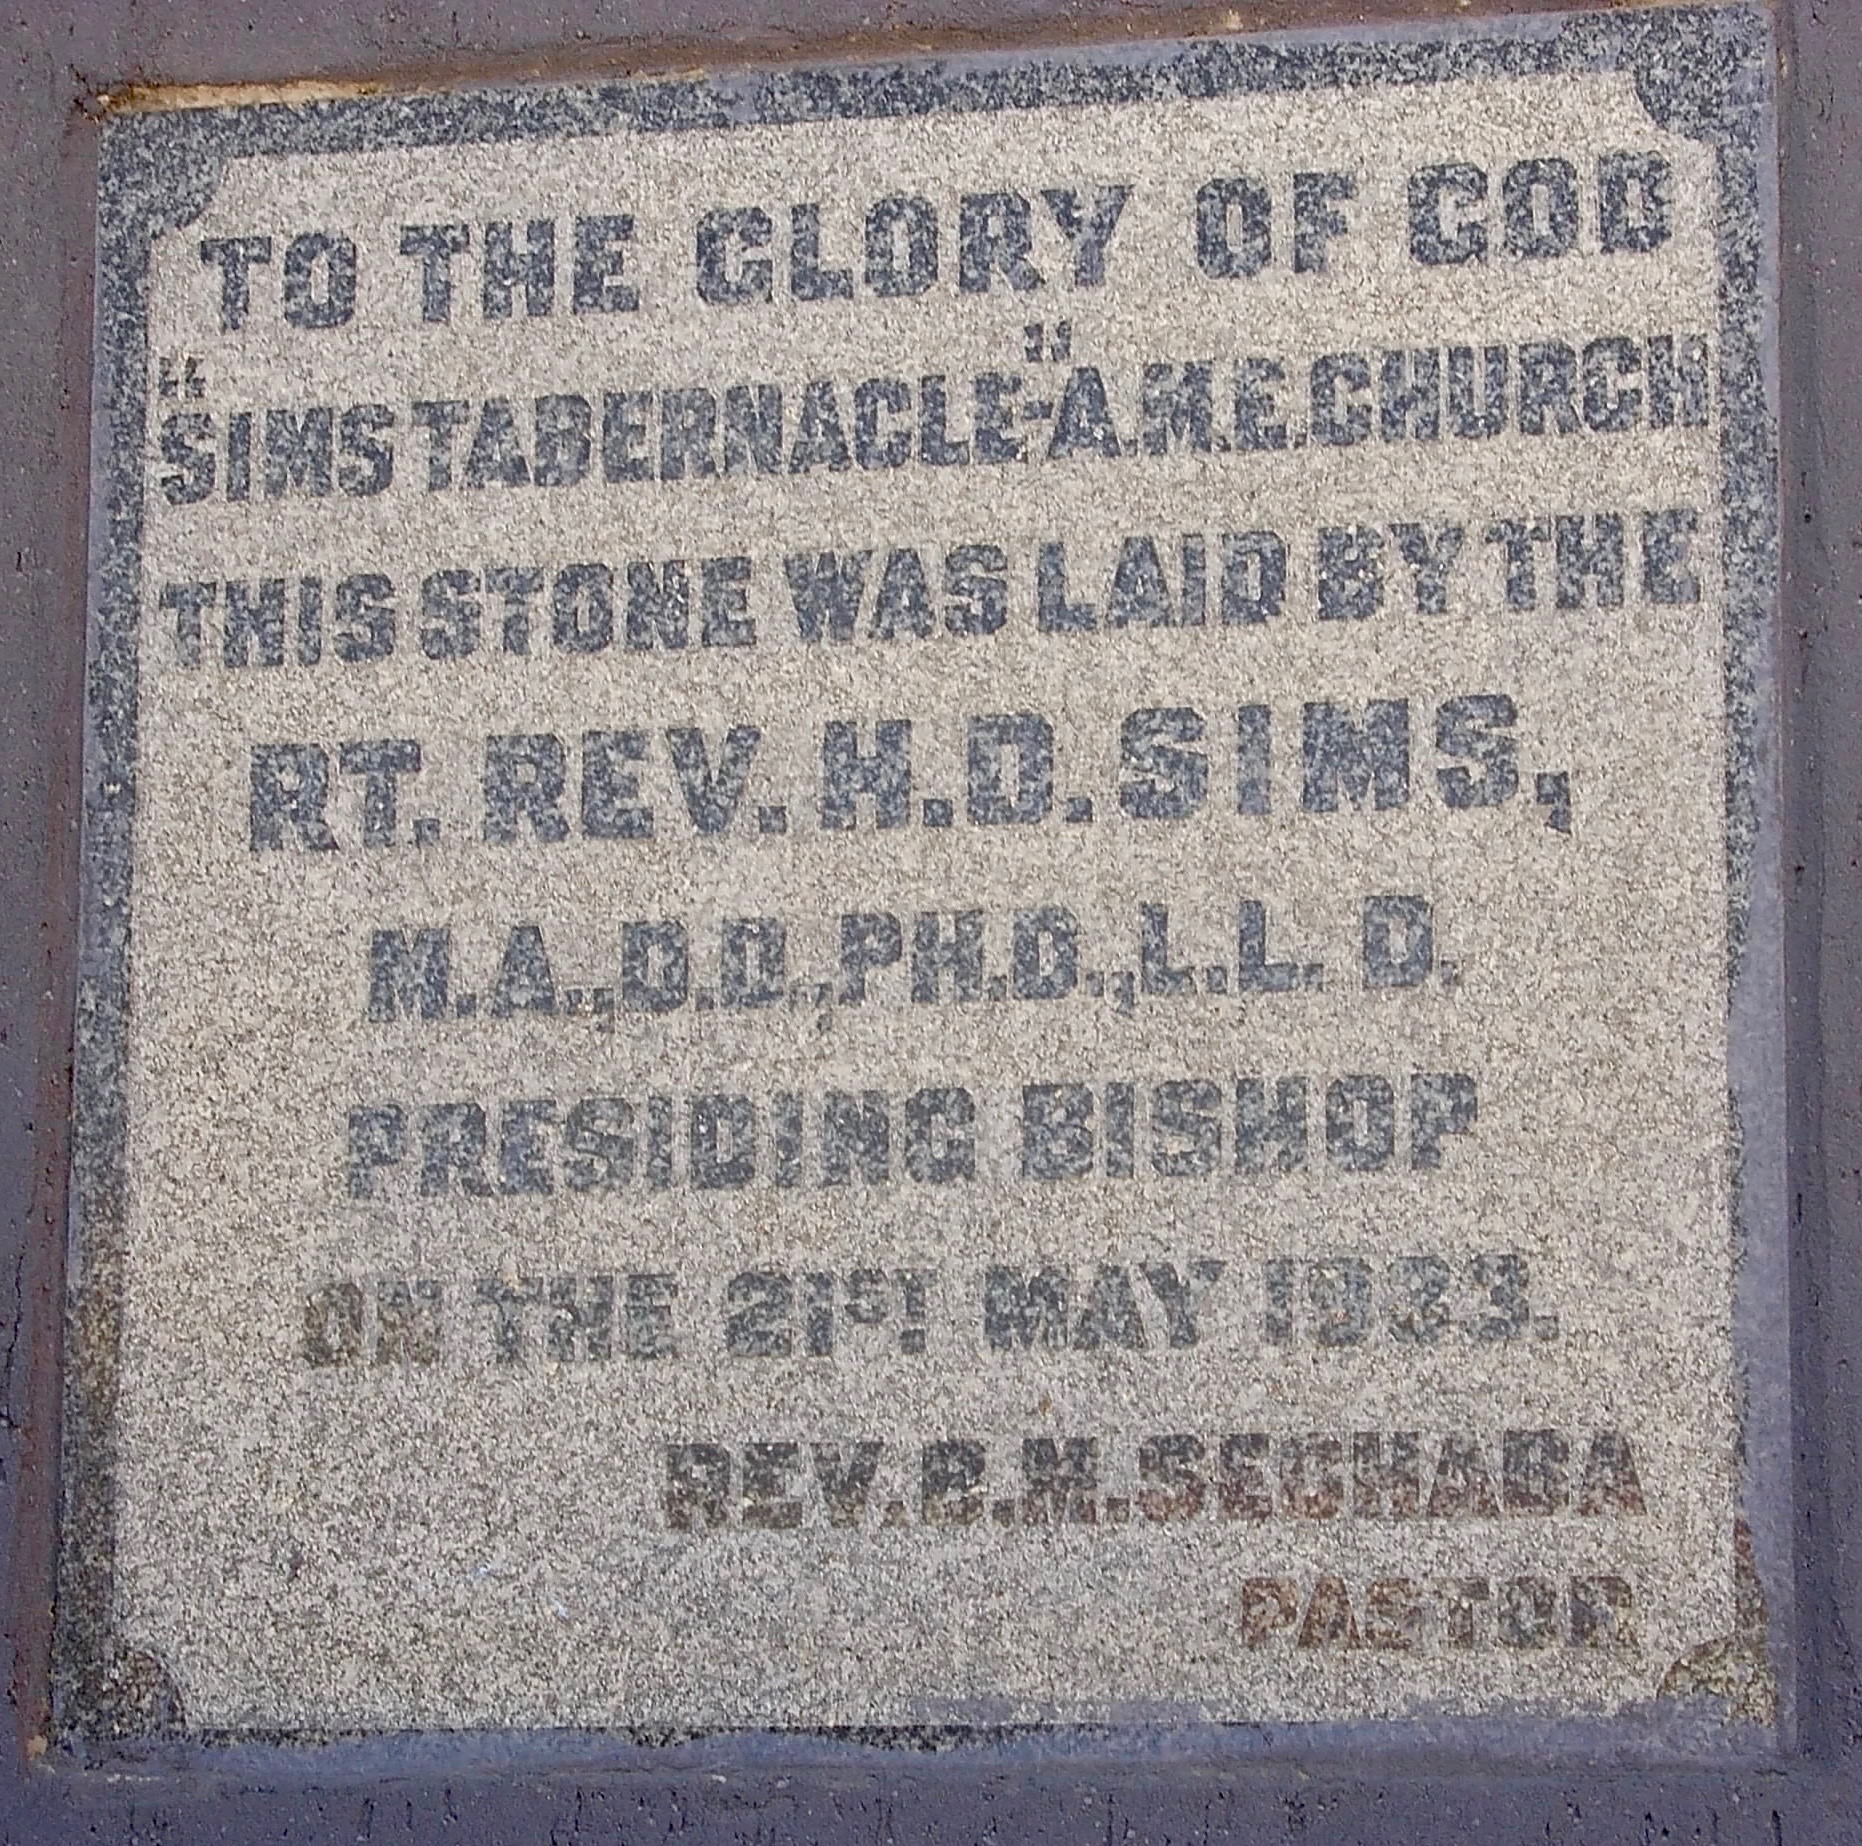 TO THE GLORY OF GOD
“SIMS TABERNACLE”-A.M.E. CHURCH
THIS STONE WAS LAID BY THE
RT. REV. H.D. SIMS,
M.A., D.D., PH.D., L.L. D.
PRESIDING BISHOP
ON THE 21ST MAY 1933.
REV. B.M. SECHABA
PASTOR